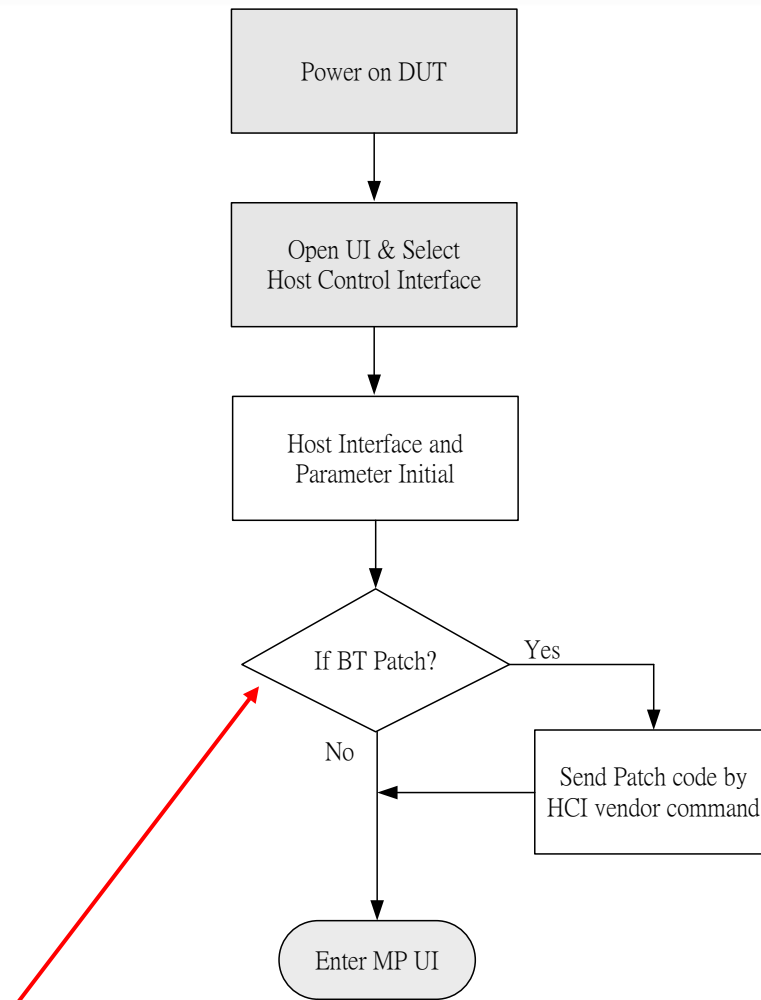 Power on DUT
Open UI & Select
Host Control Interface
Host Interface and
Parameter Initial
If BT Patch?
Yes
No
Send Patch code by
HCI vendor command
Enter MP UI